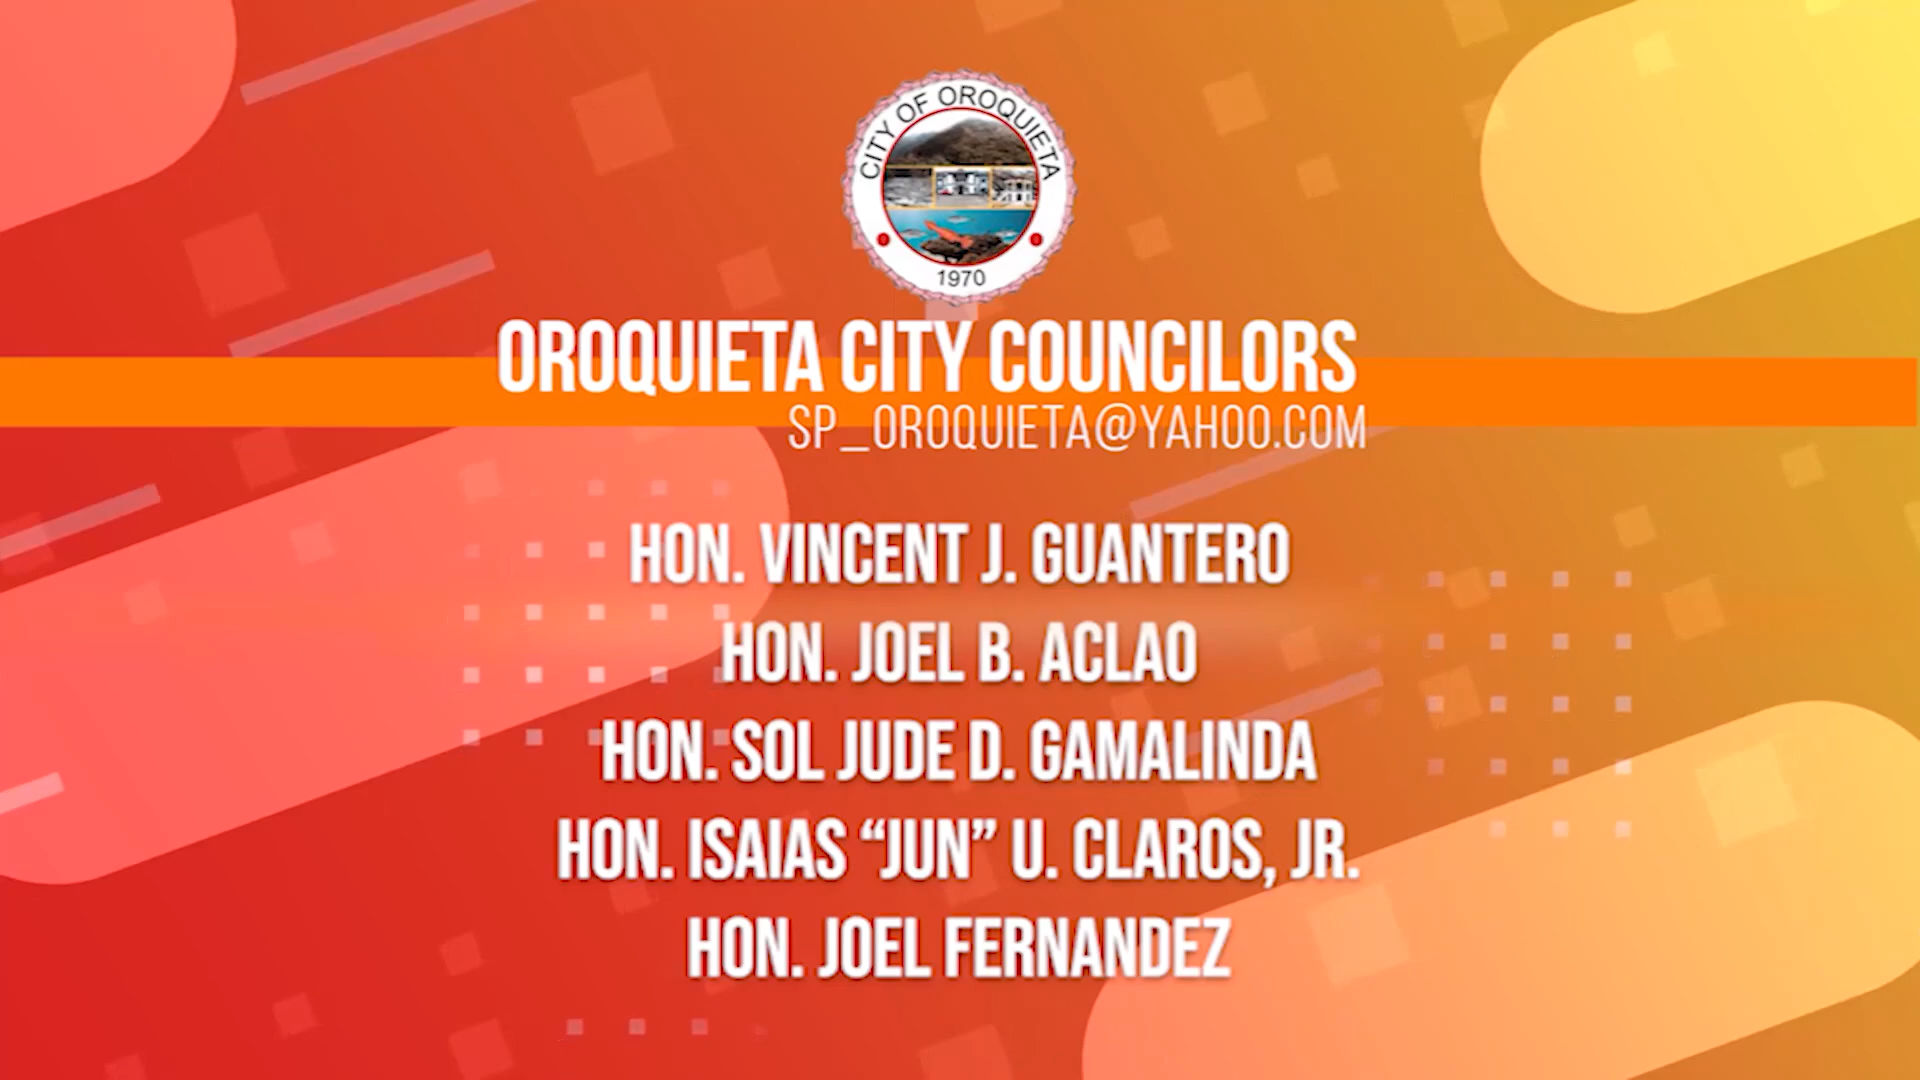 CITY OF OROQUIETA
1970
OROQUIETA CITY COUNCILORS
SP_OROQUIETA@YAHOO.COM
HON. VINCENT J. GUANTERO
HON. JOEL B. ACLAO
HON. SOL JUDE D. GAMALINDA
HON. ISAIAS “JUN” U. CLAROS, JR.
HON. JOEL FERNANDEZ